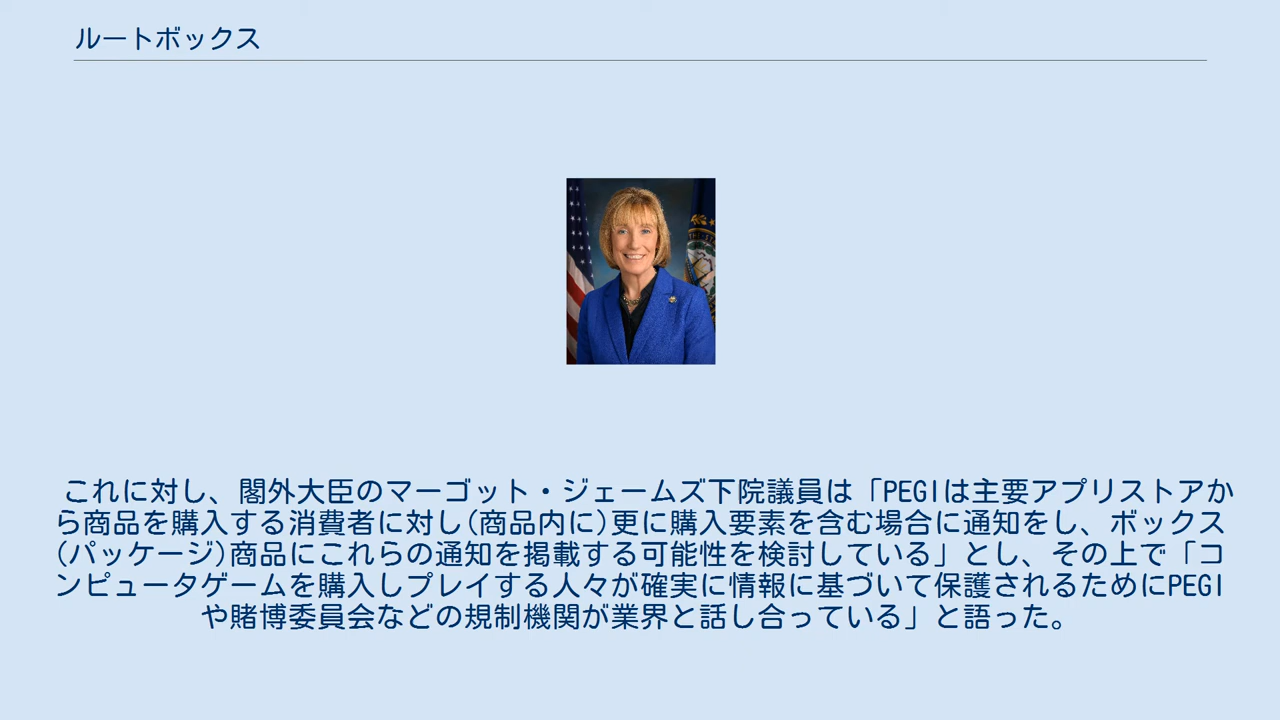 ルートボックス
これに対し、閣外大臣のマーゴット・ジェームズ下院議員は「PEGIは主要アプリストアか
ら商品を購入する消費者に対し(商品内に)更に購入要素を含む場合に通知をし、ボックス
(パッケージ)商品にこれらの通知を掲載する可能性を検討している」とし、その上で「コ
ンピュータゲームを購入しプレイする人々が確実に情報に基づいて保護されるためにPEGI
や賭博委員会などの規制機関が業界と話し合っている」と語った。